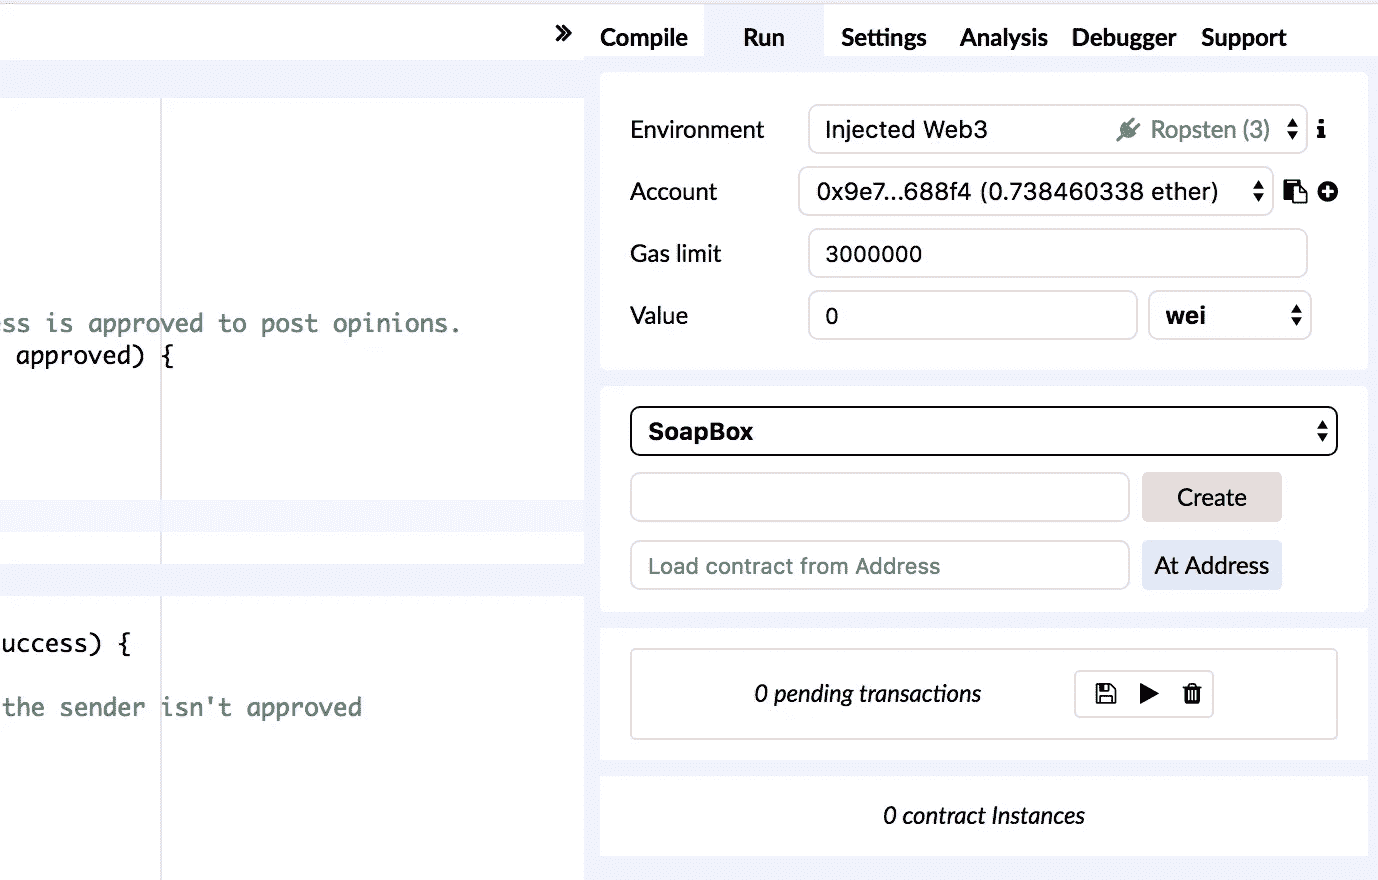 Compile Run Settings Analysis Debugger Support
Environment Injected Web3 Ropsten (3)
Account 0x9e7...688f4 (0.738460338 ether)
Gas limit 3000000
Value 0 wei
ss is approved to post opinions.
approved) {
SoapBox
Create
Load contract from Address At Address
uccess) {
the sender isn't approved
0 pending transactions
0 contract Instances